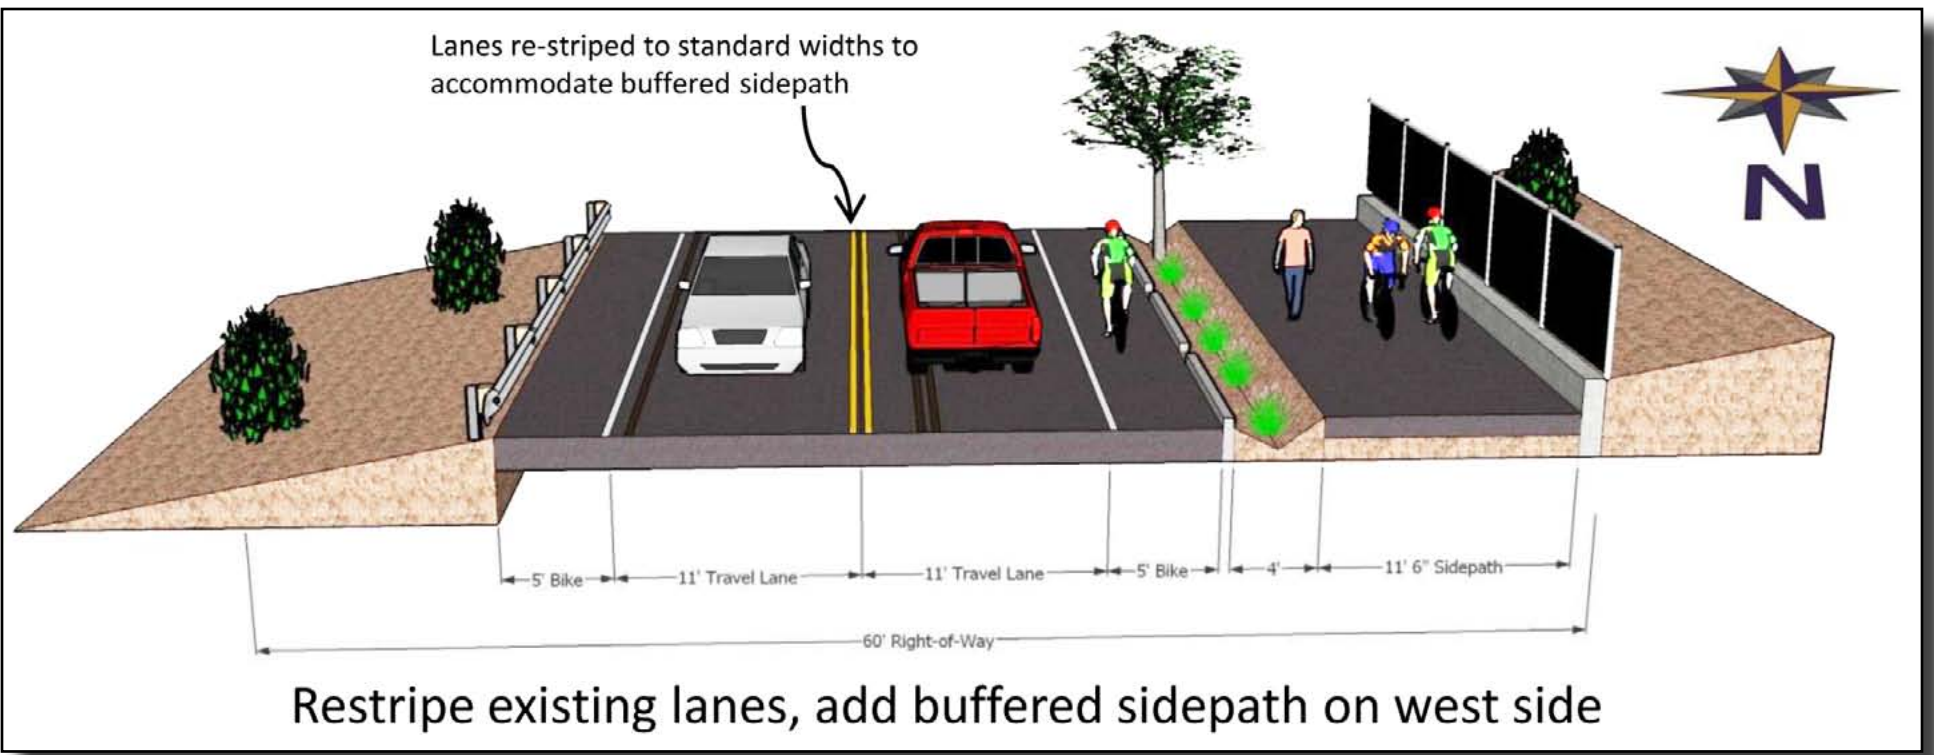 Lanes re-striped to standard widths to
accommodate buffered sidepath
N
5' Bike
11' Travel Lane
11' Travel Lane
5' Bike
4'
11' 6" Sidepath
60' Right-of-Way
Restripe existing lanes, add buffered sidepath on west side